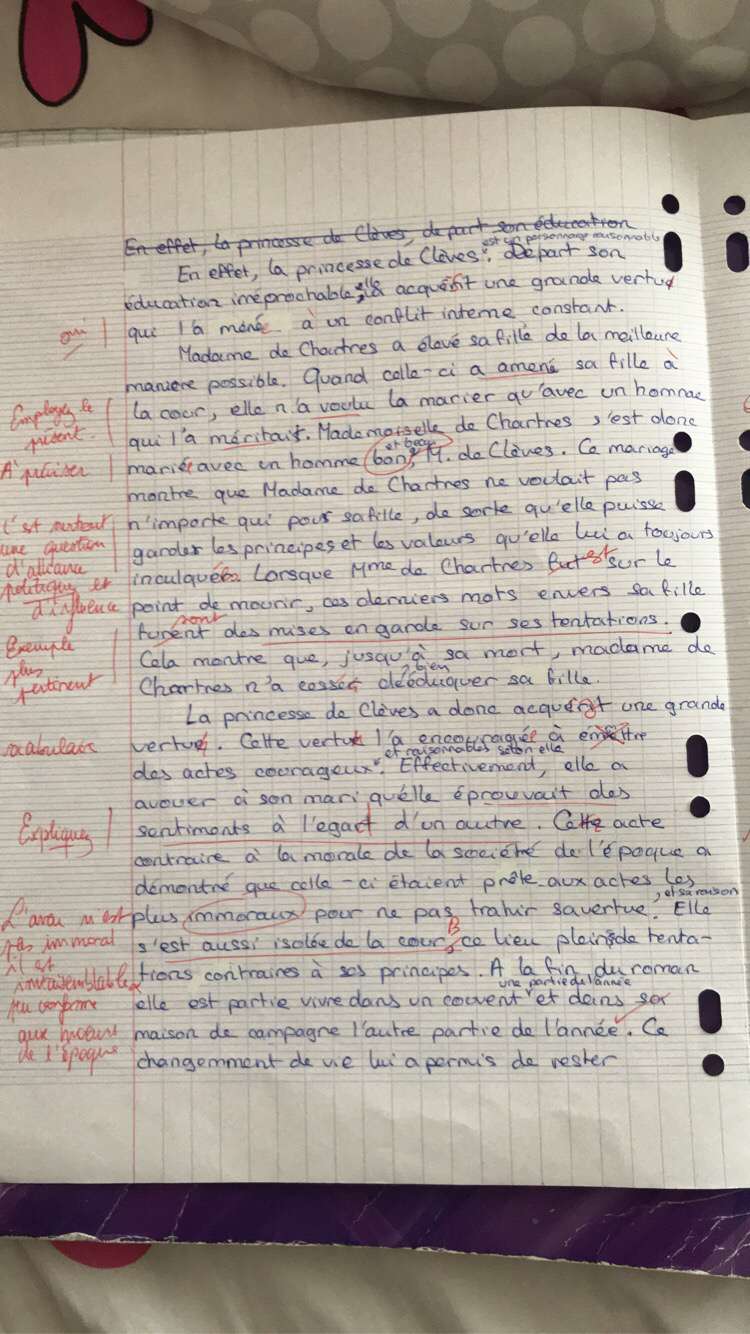 En effet, la princesse de Clèves, de part son éducation
est un personnage raisonnable
En effet, la princesse de Clèves. De part son
éducation irréprochable, elle a acquérit une grande vertue
oui
qui l'a menée à un conflit interne constant.
Madame de Chartres a élevé sa fille de la meilleure
manière possible. Quand celle-ci a amené sa fille à
Employez le
la cour, elle n'a voulu la marier qu'avec un homme
présent.
qui l'a méritait. Mademoiselle de Chartres s'est donc
et beau
A préciser
mariée avec un homme bon, M. de Clèves. Ce mariage
montre que Madame de Chartres ne voulait pas
C'est surtout
n'importe qui pour sa fille, de sorte qu'elle puisse
une question
garder les principes et les valeurs qu'elle lui a toujours
d'alliance
inculqués. Lorsque Mme de Chartres fut est sur le
politique et
d'influence
point de mourir, ces derniers mots envers sa fille
sont
Exemple
furent des mises en garde sur ses tentations.
plus
Cela montre que, jusqu'à sa mort, madame de
bien
pertinent
Chartres n'a cesser d'éduquer sa fille.
La princesse de Clèves a donc acquérit une grande
vocabulaire
vertue. Cette vertue l'a encouragée à
et raisonnables selon elle
des actes courageux. Effectivement, elle a
avouer à son mari qu'elle éprouvait des
Expliquez
sentiments à l'egard d'un autre. Cette acte
contraire à la morale de la société de l'époque a
démontré que celle-ci étaient prête aux actes les
, et sa raison
L'aveu n'est
plus immoraux pour ne pas trahir sa vertue. Elle
pas immoral
s'est aussi isolée de la cour, ce lieu pleins de tenta-
il est
invraisemblable
tions contraires à ses principes. A la fin du roman
une partie de l'année
peu conforme
elle est partie vivre dans un couvent et dans sa
aux moeurs
maison de campagne l'autre partie de l'année. Ce
de l'époque
changemment de vie lui a permis de rester